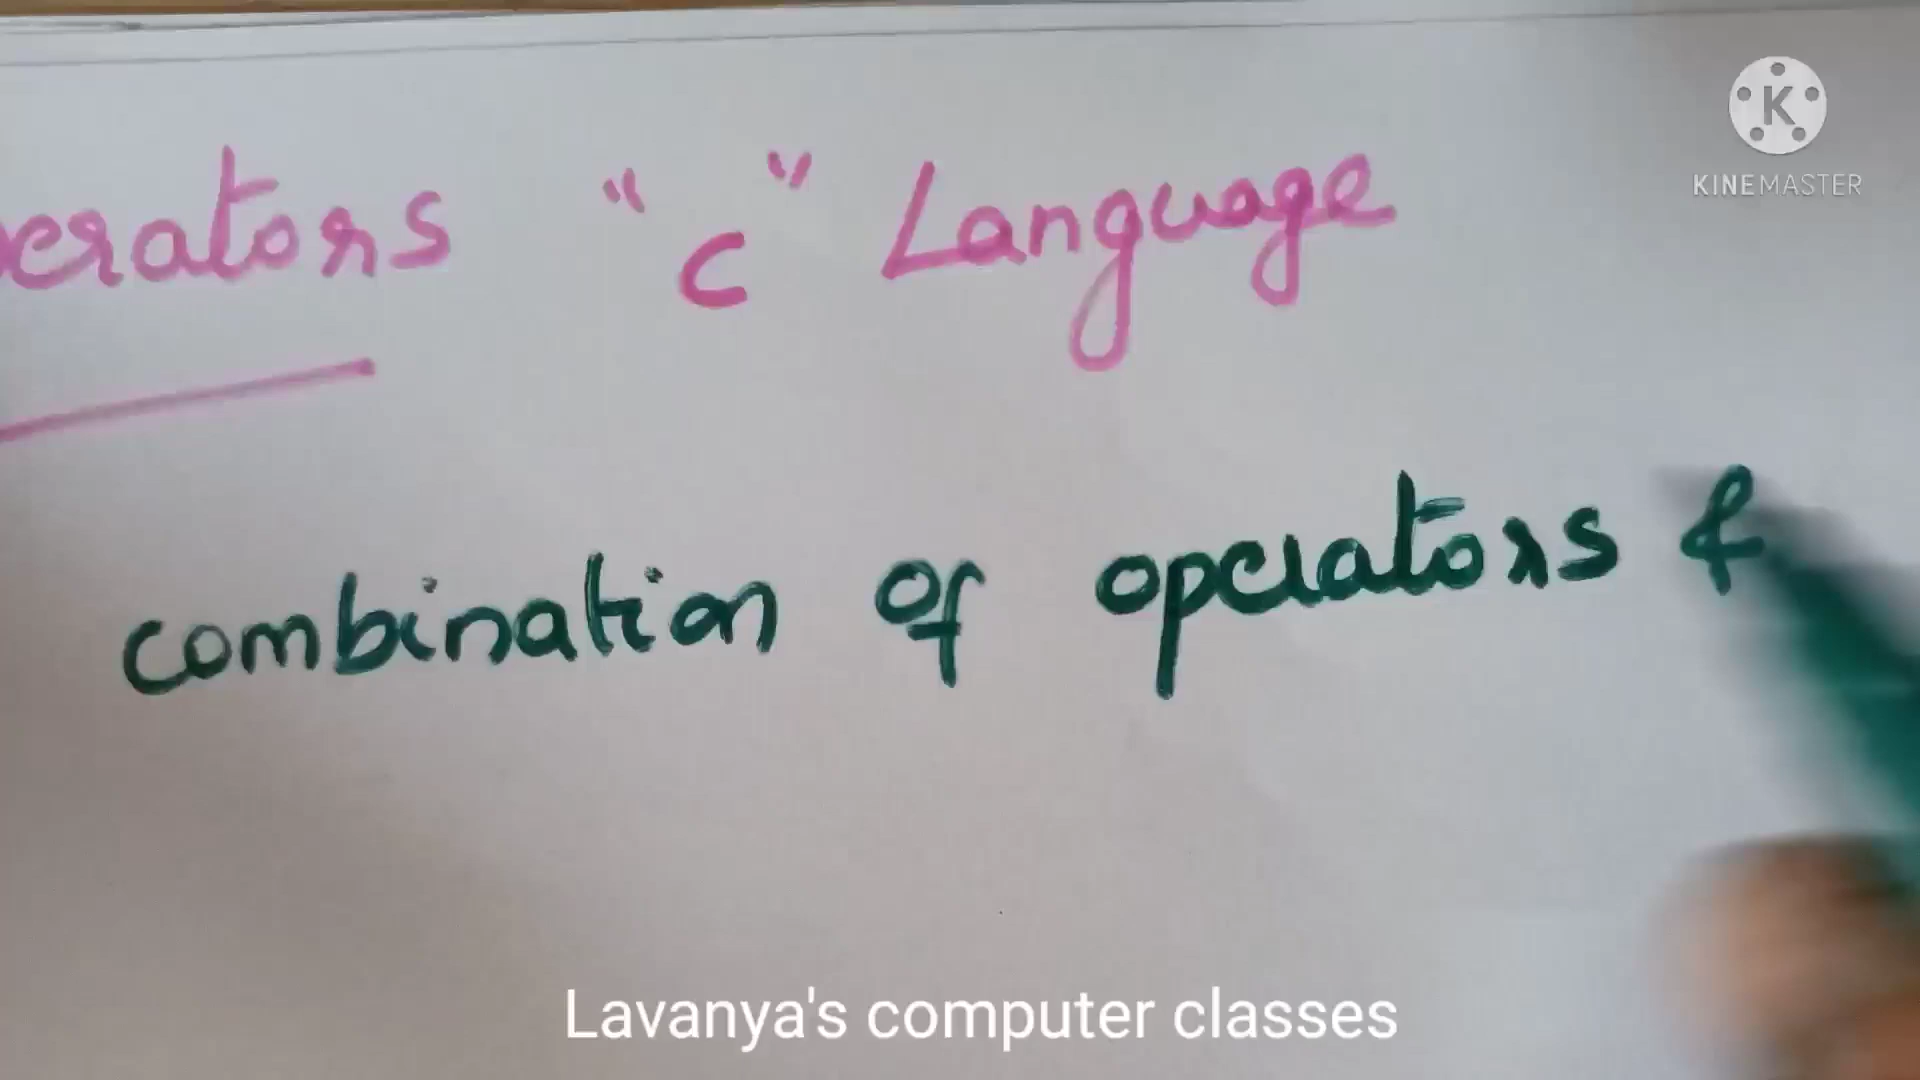 erators "c" Language
K
KINEMASTER
combination of operators &
Lavanya's computer classes